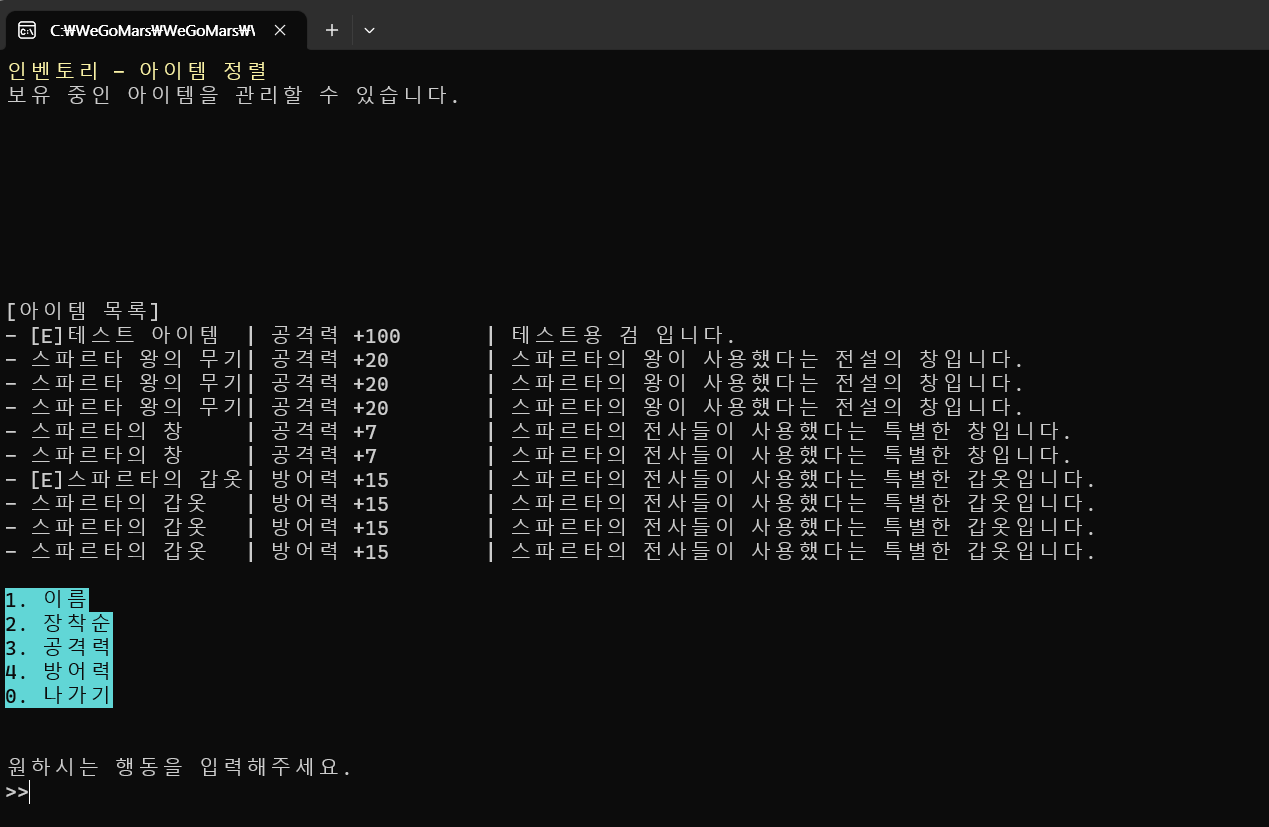 C:₩WeGoMars₩WeGoMars₩\
인벤토리 - 아이템 정렬
보유 중인 아이템을 관리할 수 있습니다.
[아이템 목록]
- [E]테스트 아이템 | 공격력 +100 | 테스트용 검 입니다.
- 스파르타 왕의 무기| 공격력 +20 | 스파르타의 왕이 사용했다는 전설의 창입니다.
- 스파르타 왕의 무기| 공격력 +20 | 스파르타의 왕이 사용했다는 전설의 창입니다.
- 스파르타 왕의 무기| 공격력 +20 | 스파르타의 왕이 사용했다는 전설의 창입니다.
- 스파르타의 창 | 공격력 +7 | 스파르타의 전사들이 사용했다는 특별한 창입니다.
- 스파르타의 창 | 공격력 +7 | 스파르타의 전사들이 사용했다는 특별한 창입니다.
- [E]스파르타의 갑옷| 방어력 +15 | 스파르타의 전사들이 사용했다는 특별한 갑옷입니다.
- 스파르타의 갑옷 | 방어력 +15 | 스파르타의 전사들이 사용했다는 특별한 갑옷입니다.
- 스파르타의 갑옷 | 방어력 +15 | 스파르타의 전사들이 사용했다는 특별한 갑옷입니다.
- 스파르타의 갑옷 | 방어력 +15 | 스파르타의 전사들이 사용했다는 특별한 갑옷입니다.
1. 이름
2. 장착순
3. 공격력
4. 방어력
0. 나가기
원하시는 행동을 입력해주세요.
>>